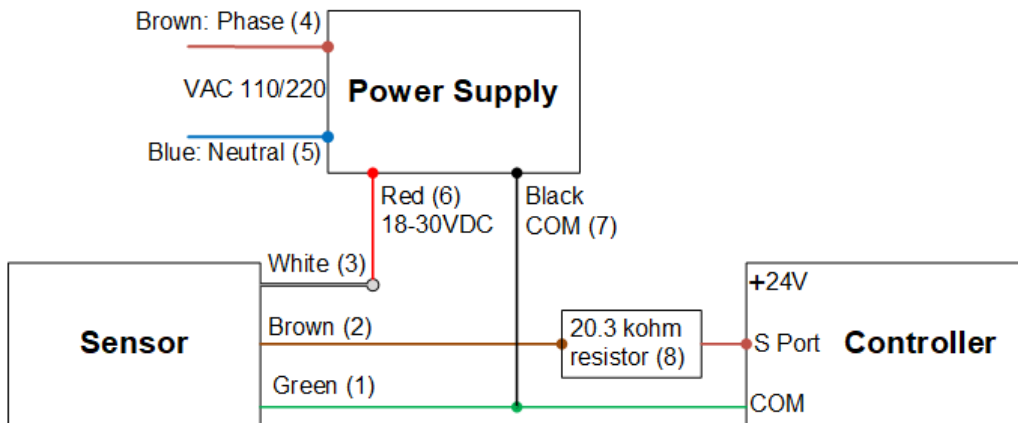 Brown: Phase (4)
VAC 110/220
Power Supply
Blue: Neutral (5)
Red (6)
18-30VDC
Black
COM (7)
White (3)
+24V
Sensor
Brown (2)
20.3 kohm
resistor (8)
S Port
Controller
Green (1)
COM